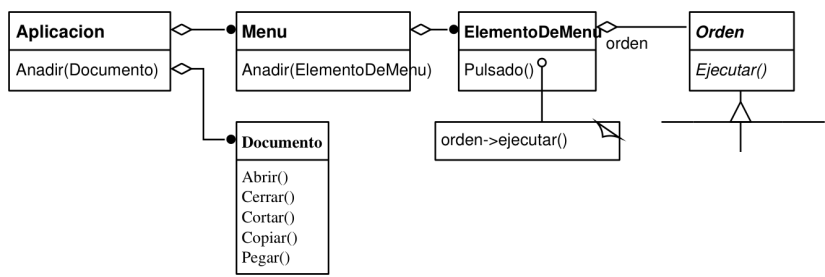 Aplicacion
Anadir(Documento)
Menu
Anadir(ElementoDeMenu)
ElementoDeMenu
Pulsado()
orden
Orden
Ejecutar()
orden->ejecutar()
Documento
Abrir()
Cerrar()
Cortar()
Copiar()
Pegar()